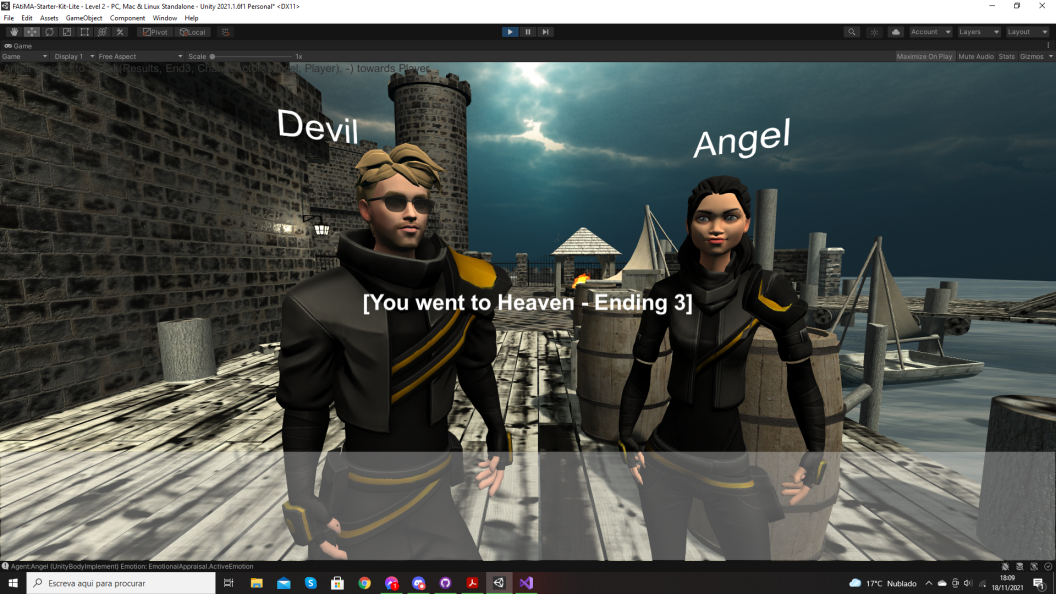 FAtiMA-Starter-Kit-Lite - Level 2 - PC, Mac & Linux Standalone - Unity 2021.1.6f1 Personal* <DX11>
File Edit Assets GameObject Component Window Help
Pivot Local Account Layers Layout
Game
Game Display 1 Free Aspect Scale 1x Maximize On Play Mute Audio Stats Gizmos
Player), -) towards Player
Devil
Angel
[You went to Heaven - Ending 3]
Agent:Angel (UnityBodyImplement) Emotion: EmotionalAppraisal.ActiveEmotion
Escreva aqui para procurar
17°C Nublado
18:09
18/11/2021